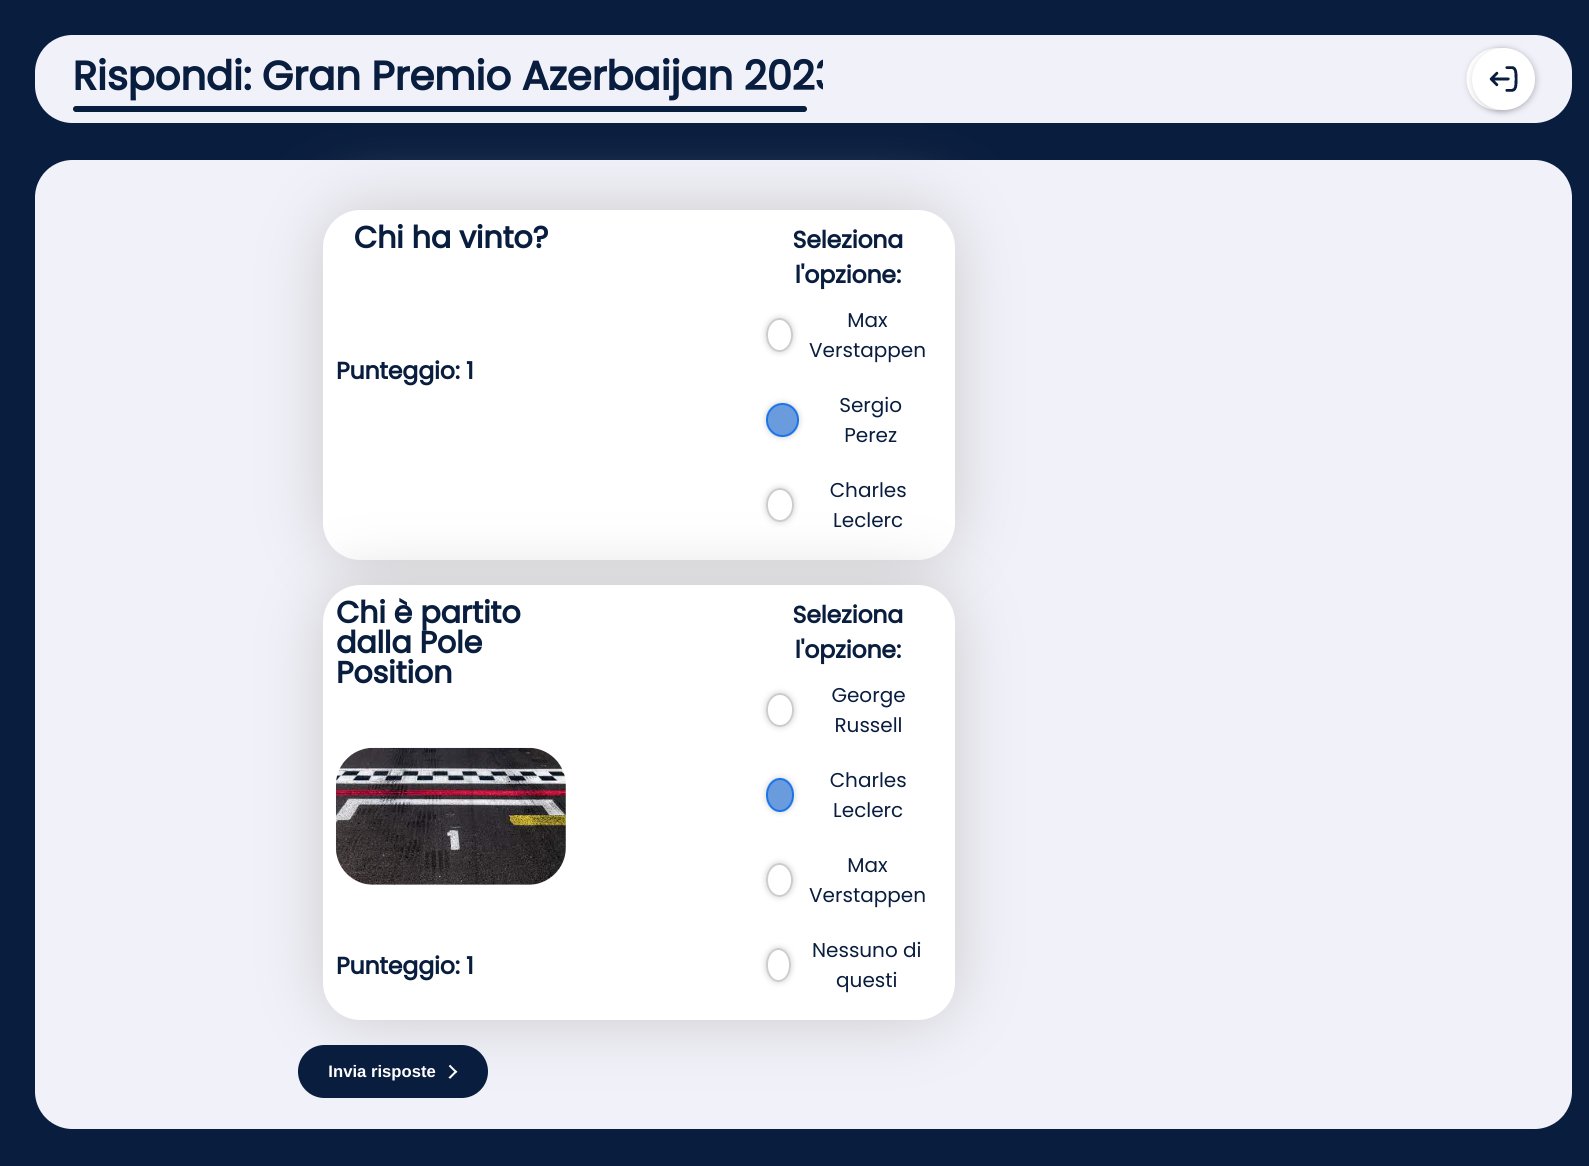 Rispondi: Gran Premio Azerbaijan 2023
Chi ha vinto?
Punteggio: 1
Seleziona
l'opzione:
Max
Verstappen
Sergio
Perez
Charles
Leclerc
Chi è partito
dalla Pole
Position
1
Punteggio: 1
Seleziona
l'opzione:
George
Russell
Charles
Leclerc
Max
Verstappen
Nessuno di
questi
Invia risposte